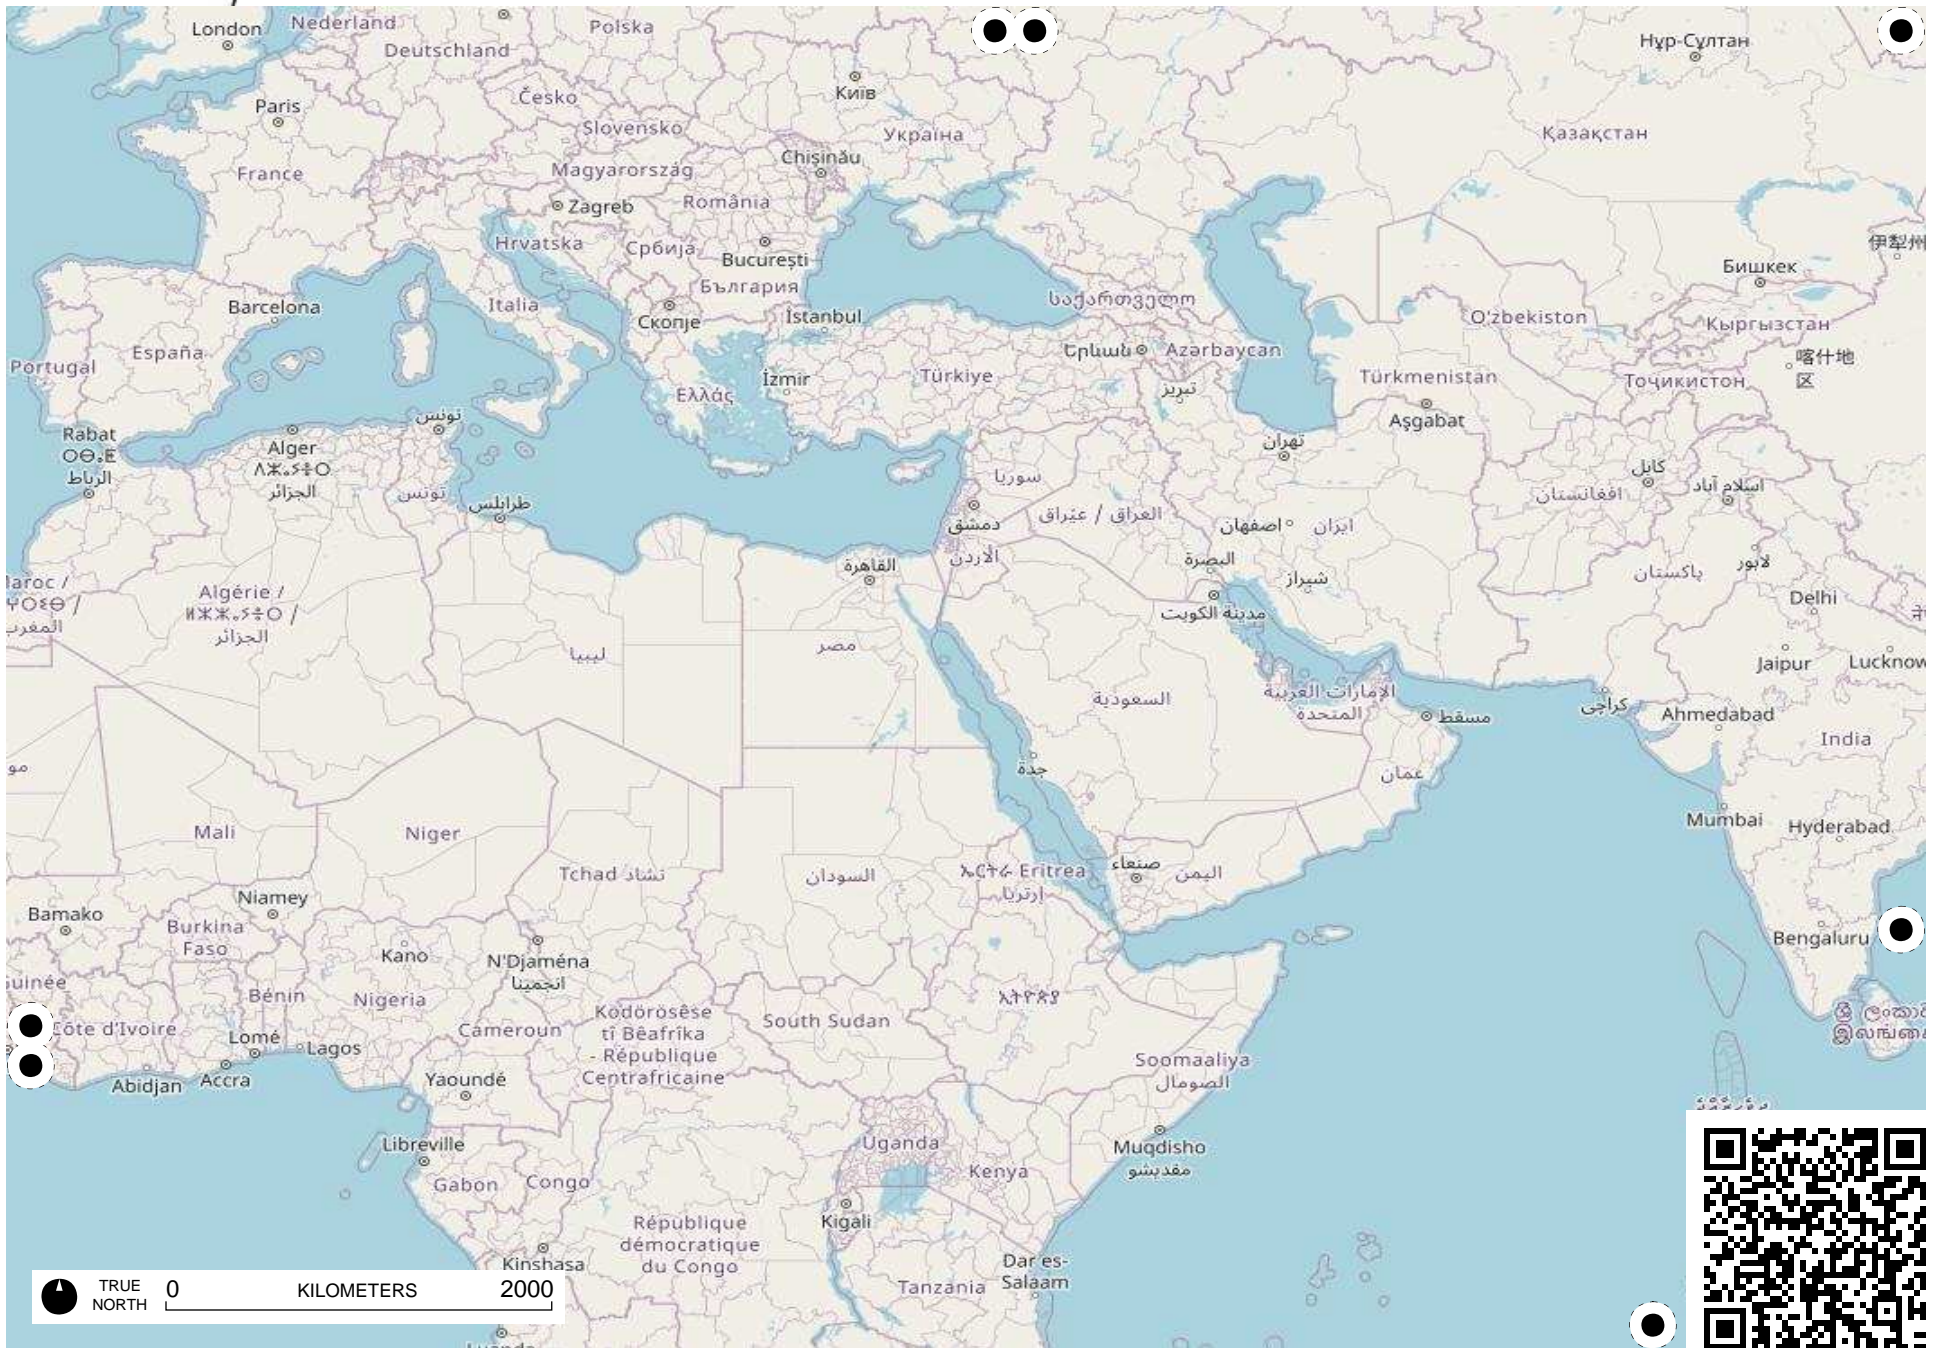 London
Nederland
Deutschland
Polska
Нұр-Сұлтан
Київ
Paris
Česko
Slovensko
Україна
Қазақстан
Chișinău
France
Magyarország
România
Zagreb
Hrvatska
Србија
București
伊犁州
Бишкек
България
Italia
Barcelona
Скопје
İstanbul
საქართველო
O'zbekiston
Кыргызстан
Portugal
España
Երևան
Azərbaycan
喀什地
区
İzmir
Türkiye
تبریز
Türkmenistan
Тоҷикистон
Ελλάς
تونس
Aşgabat
Rabat
ⵔⴱⴰⵟ
الرباط
Alger
ⴷⵣⴰⵢⵔ
الجزائر
تونس
تهران
کابل
سوريا
افغانستان
اسلام آباد
طرابلس
دمشق
العراق / عێراق
اصفهان
ایران
الأردن
القاهرة
البصرة
شیراز
لاہور
پاکستان
Algérie /
الجزائر
المغرب
مدينة الكويت
Delhi
ليبيا
مصر
Jaipur
Lucknow
السعودية
الإمارات العربية
المتحدة
مسقط
کراچی
Ahmedabad
India
جدة
عمان
Mali
Niger
Mumbai
Hyderabad
Tchad تشاد
السودان
ኤርትራ Eritrea
إرتريا
صنعاء
اليمن
Niamey
Bamako
Burkina
Faso
Kano
N'Djaména
انجمينا
Bengaluru
Bénin
Nigeria
ኢትዮጵያ
Côte d'Ivoire
Lomé
Lagos
Cameroun
Ködörösêse
tî Bêafrîka
- République
Centrafricaine
South Sudan
Abidjan
Accra
Yaoundé
Soomaaliya
الصومال
Libreville
Uganda
Muqdisho
مقديشو
Gabon
Congo
Kenya
République
démocratique
du Congo
Kigali
Kinshasa
Tanzania
Dar es-
Salaam
TRUE
NORTH
0 KILOMETERS 2000